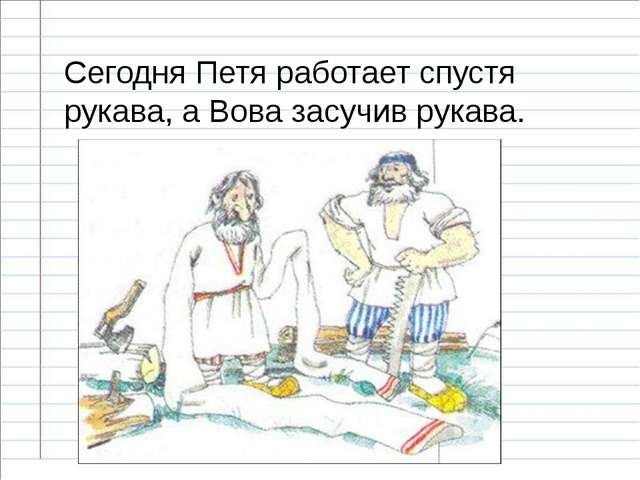 Сегодня Петя работает спустя
рукава, а Вова засучив рукава.